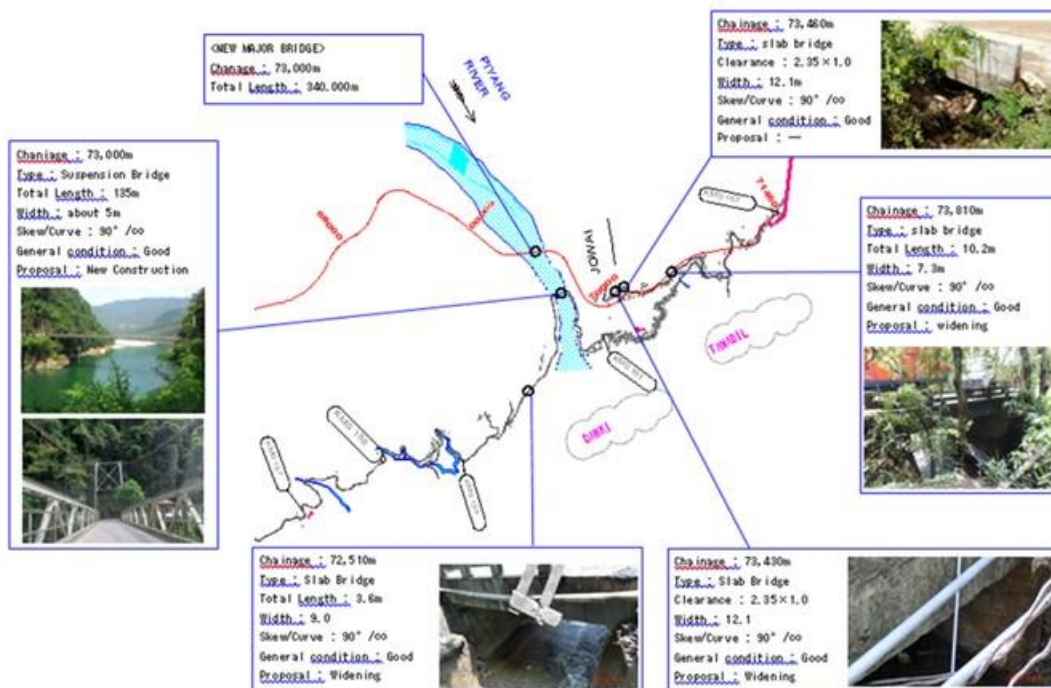 <NEW MAJOR BRIDGE>
Chanage : 73,000m
Total Length : 340.000m
Chaniage : 73,000m
Type : Suspension Bridge
Total Length : 135m
Width : about 5m
Skew/Curve : 90° /∞
General condition : Good
Proposal : New Construction
PIYANG
RIVER
JOWAI
Chainage : 73,460m
Type : slab bridge
Clearance : 2.35×1.0
Width : 12.1m
Skew/Curve : 90° /∞
General condition : Good
Proposal : —
Chainage : 73,810m
Type : slab bridge
Total Length : 10.2m
Width : 7.3m
Skew/Curve : 90° /∞
General condition : Good
Proposal : widening
Chainage : 72,510m
Type : Slab Bridge
Total Length : 3.6m
Width : 9.0
Skew/Curve : 90° /∞
General condition : Good
Proposal : Widening
Chainage : 73,430m
Type : Slab Bridge
Clearance : 2.35×1.0
Width : 12.1
Skew/Curve : 90° /∞
General condition : Good
Proposal : Widening